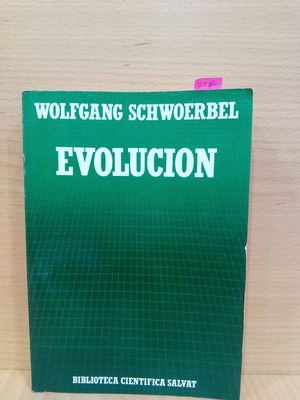 WOLFGANG SCHWOERBEL
EVOLUCION
BIBLIOTECA CIENTIFICA SALVAT